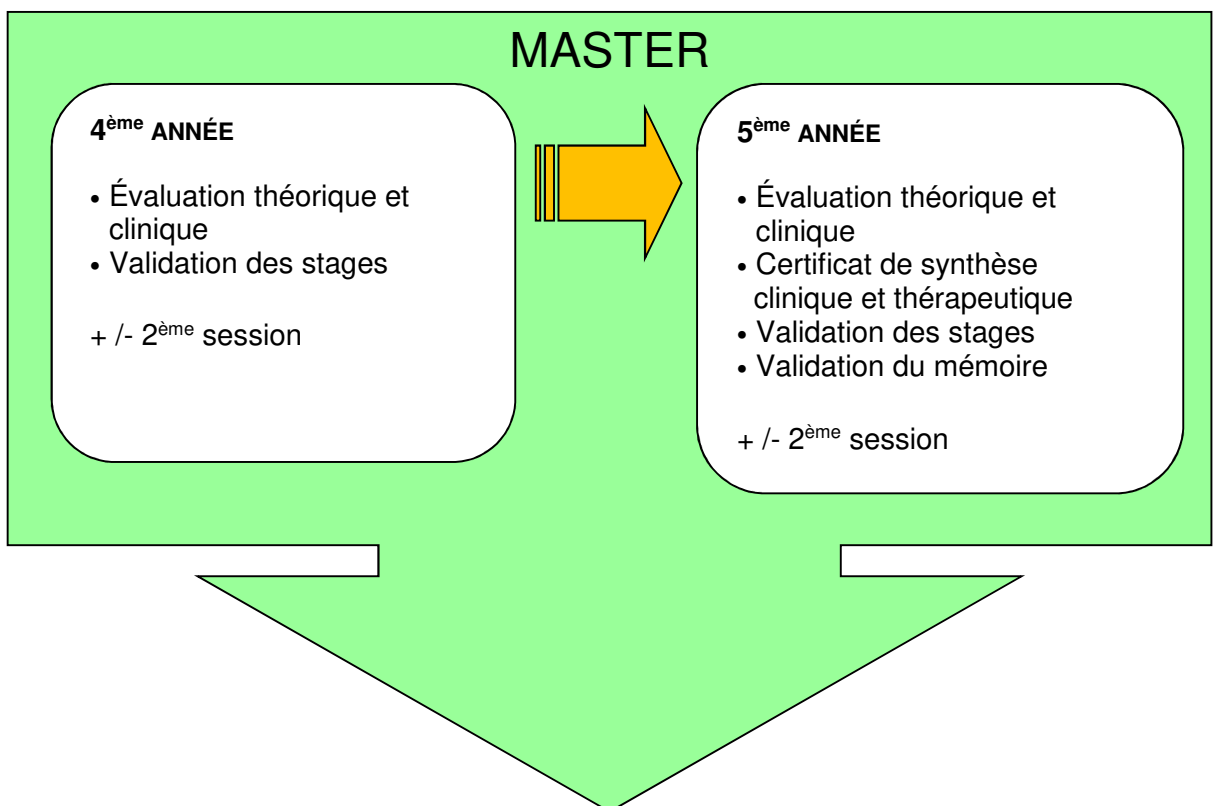 MASTER
4ème ANNÉE
• Évaluation théorique et
clinique
• Validation des stages
+ /- 2ème session
5ème ANNÉE
• Évaluation théorique et
clinique
• Certificat de synthèse
clinique et thérapeutique
• Validation des stages
• Validation du mémoire
+ /- 2ème session